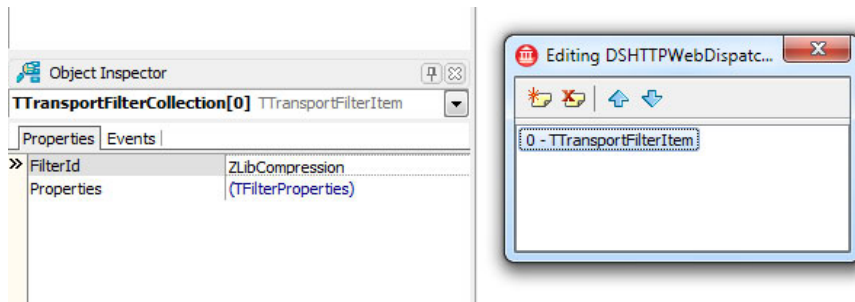 Object Inspector
TTransportFilterCollection[0] TTransportFilterItem
Properties Events
FilterId ZLibCompression
Properties (TFilterProperties)
Editing DSHTTPWebDispatc...
0 - TTransportFilterItem